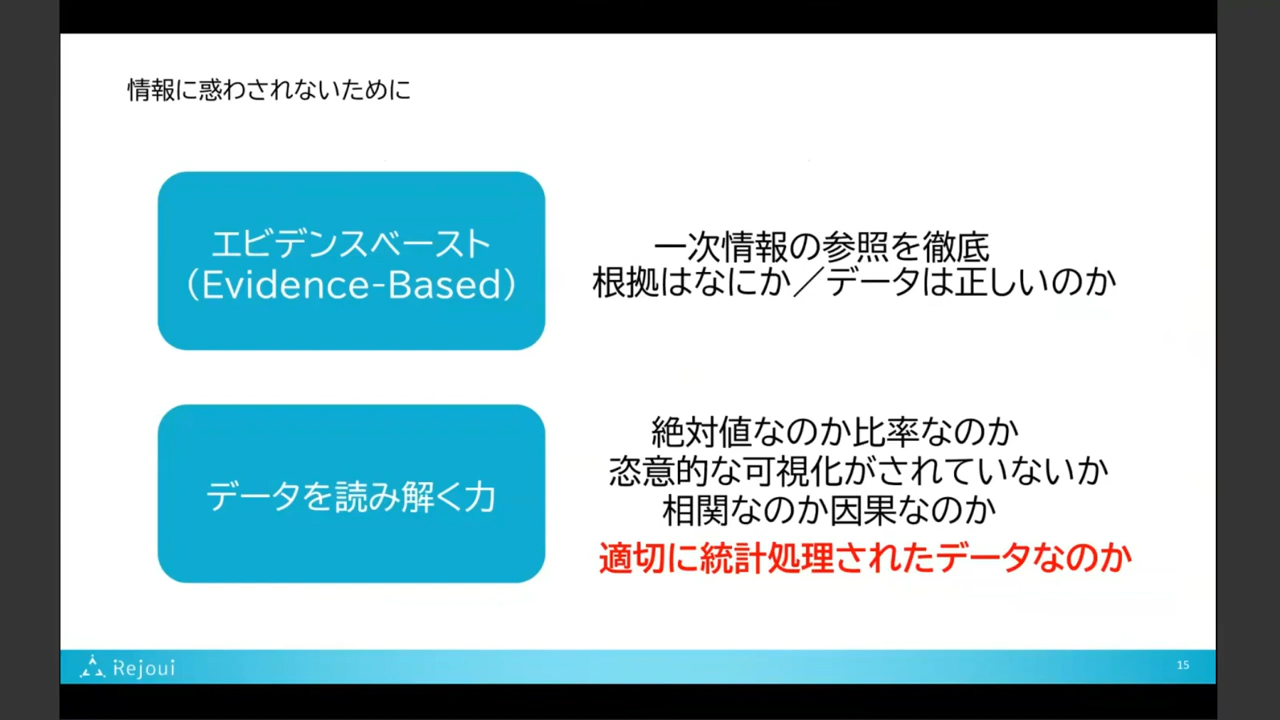 情報に惑わされないために
エビデンスベースト
（Evidence-Based）
一次情報の参照を徹底
根拠はなにか／データは正しいのか
データを読み解く力
絶対値なのか比率なのか
恣意的な可視化がされていないか
相関なのか因果なのか
適切に統計処理されたデータなのか
Rejoui
15